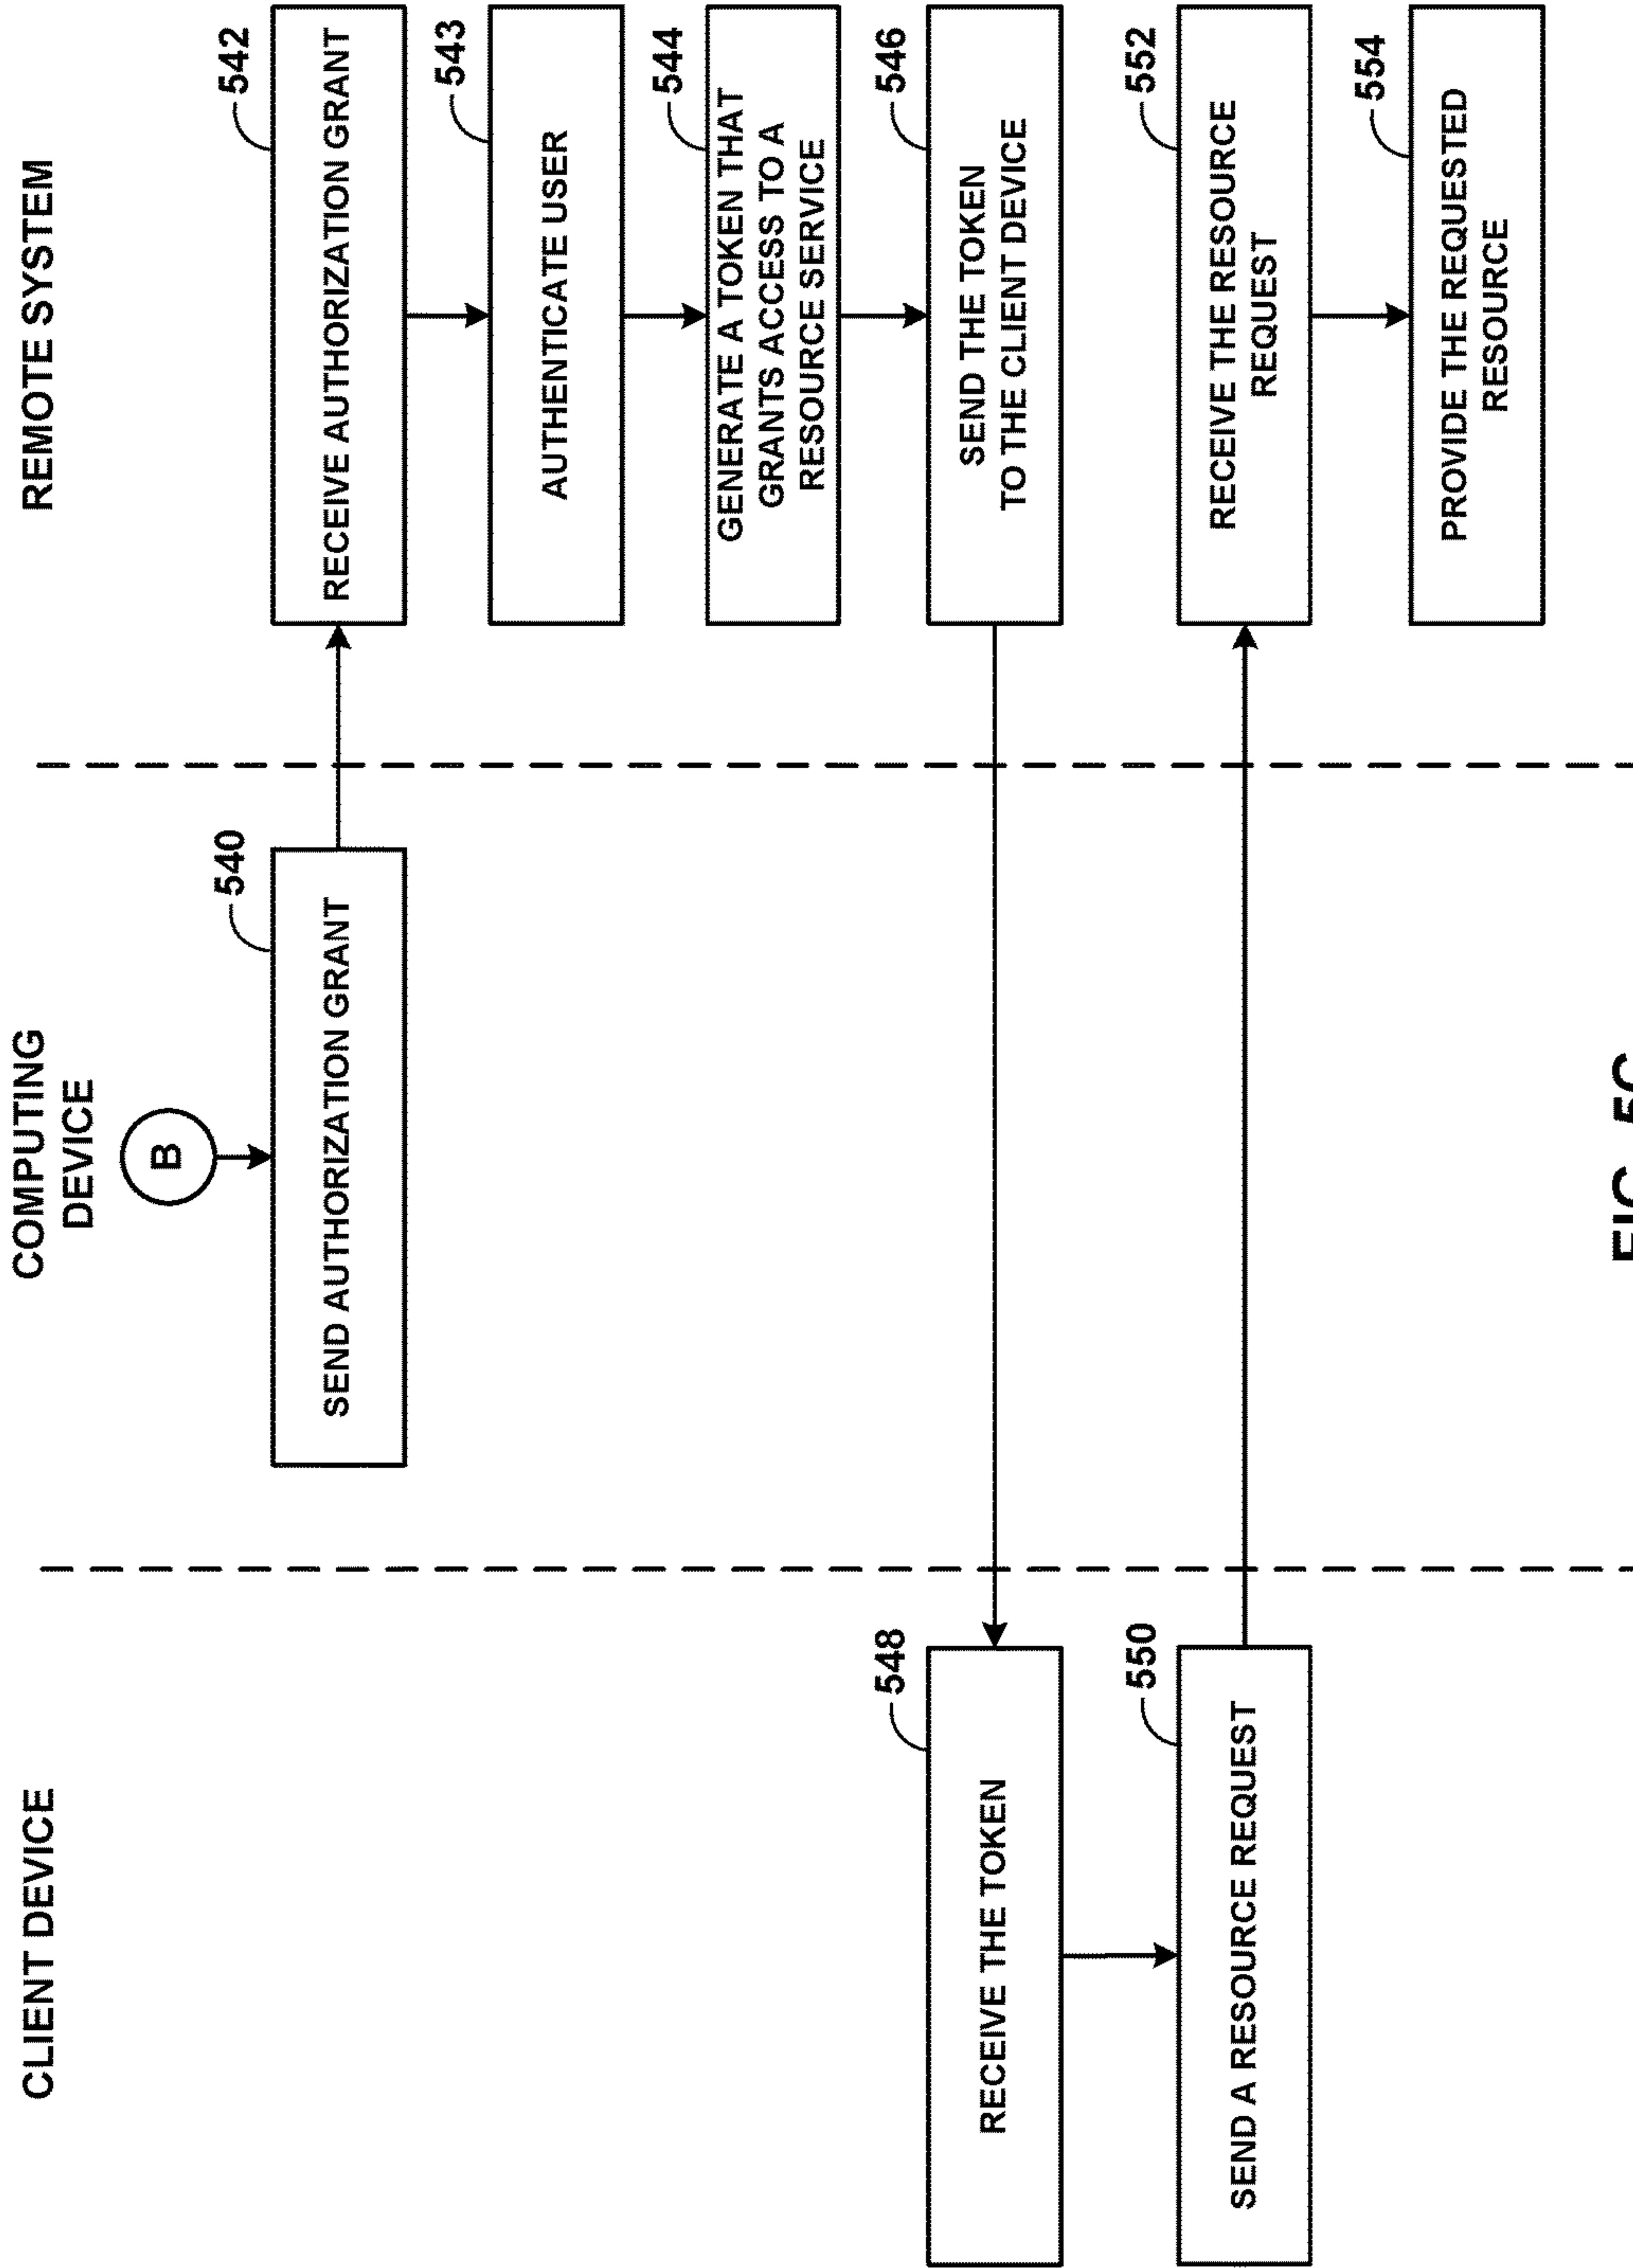 CLIENT DEVICE
COMPUTING
DEVICE
REMOTE SYSTEM
B
540
SEND AUTHORIZATION GRANT
542
RECEIVE AUTHORIZATION GRANT
543
AUTHENTICATE USER
544
GENERATE A TOKEN THAT
GRANTS ACCESS TO A
RESOURCE SERVICE
546
SEND THE TOKEN
TO THE CLIENT DEVICE
548
RECEIVE THE TOKEN
550
SEND A RESOURCE REQUEST
552
RECEIVE THE RESOURCE
REQUEST
554
PROVIDE THE REQUESTED
RESOURCE
FIG. 5C